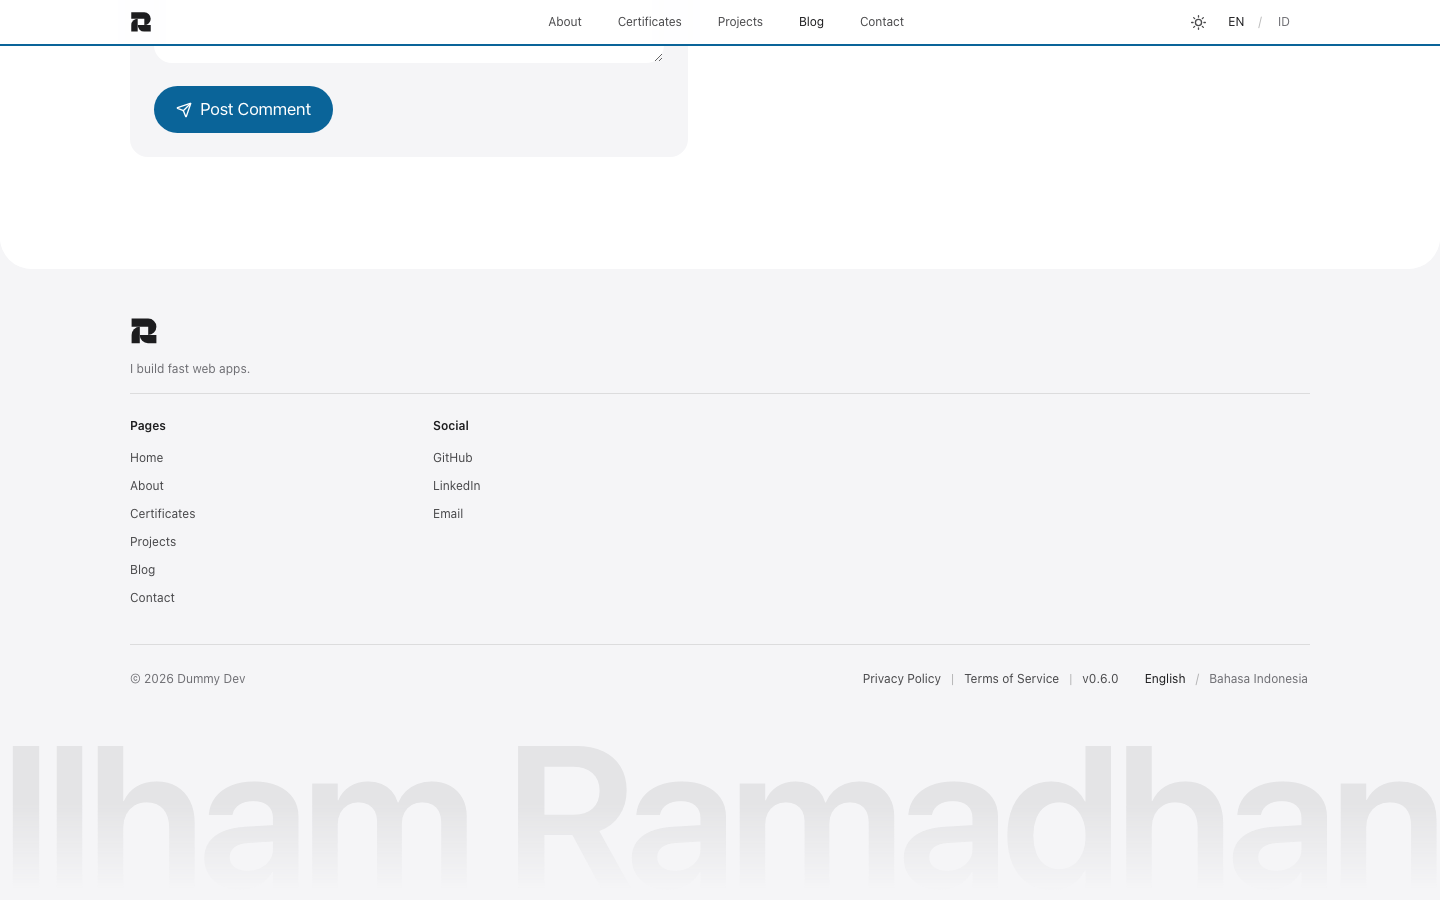 About Certificates Projects Blog Contact EN / ID
Post Comment
I build fast web apps.
Pages
Home
About
Certificates
Projects
Blog
Contact
Social
GitHub
LinkedIn
Email
© 2026 Dummy Dev
Privacy Policy | Terms of Service | v0.6.0 English / Bahasa Indonesia
Ilham Ramadhan